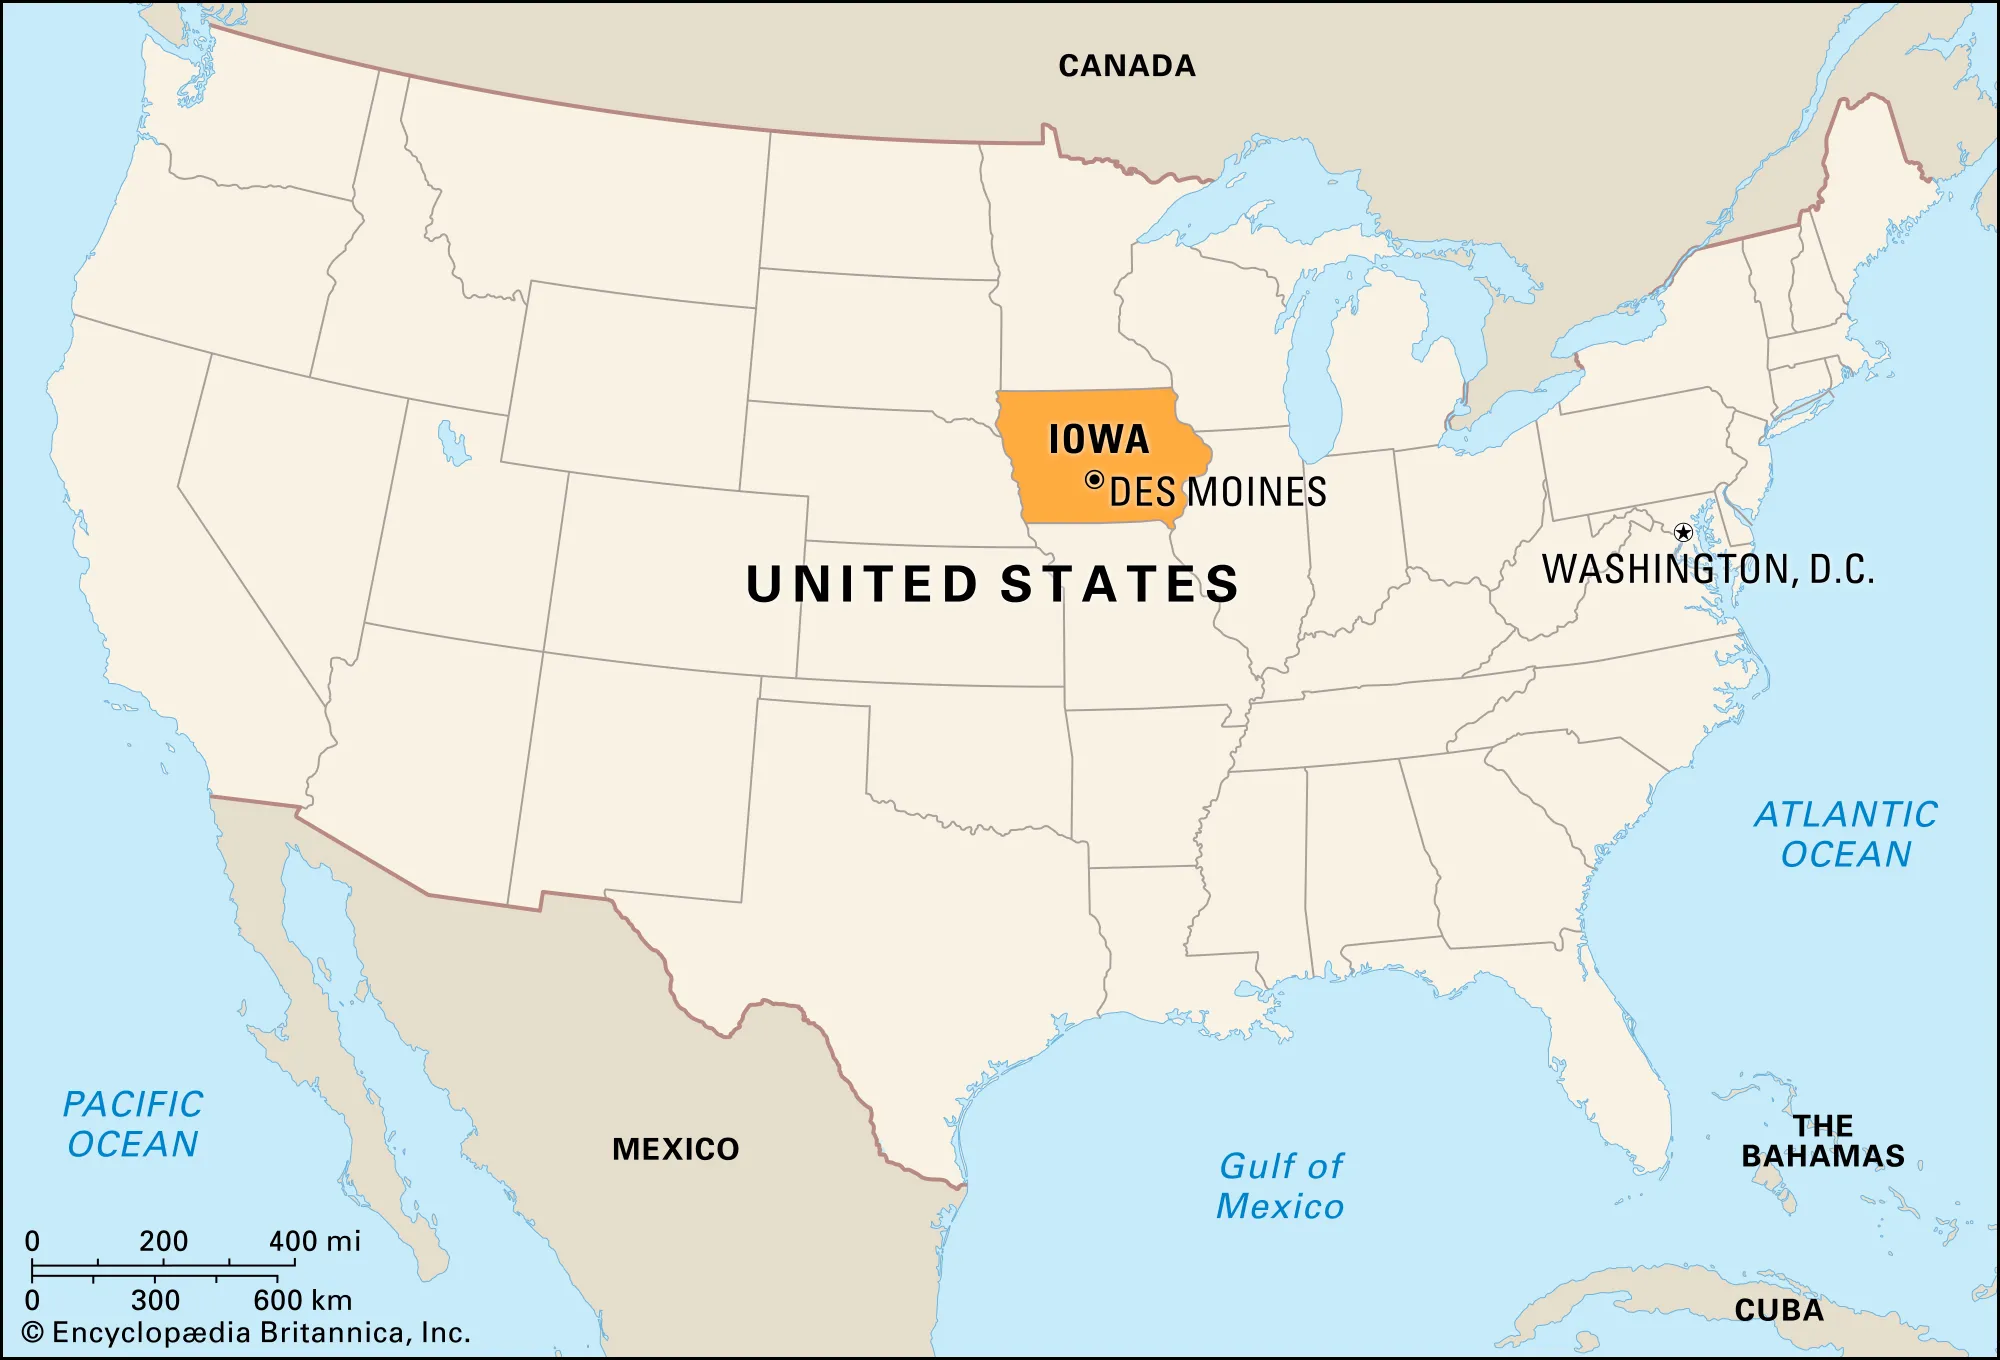 CANADA
IOWA
DES MOINES
UNITED STATES
WASHINGTON, D.C.
ATLANTIC
OCEAN
PACIFIC
OCEAN
MEXICO
Gulf of
Mexico
THE
BAHAMAS
CUBA
0 200 400 mi
0 300 600 km
© Encyclopædia Britannica, Inc.